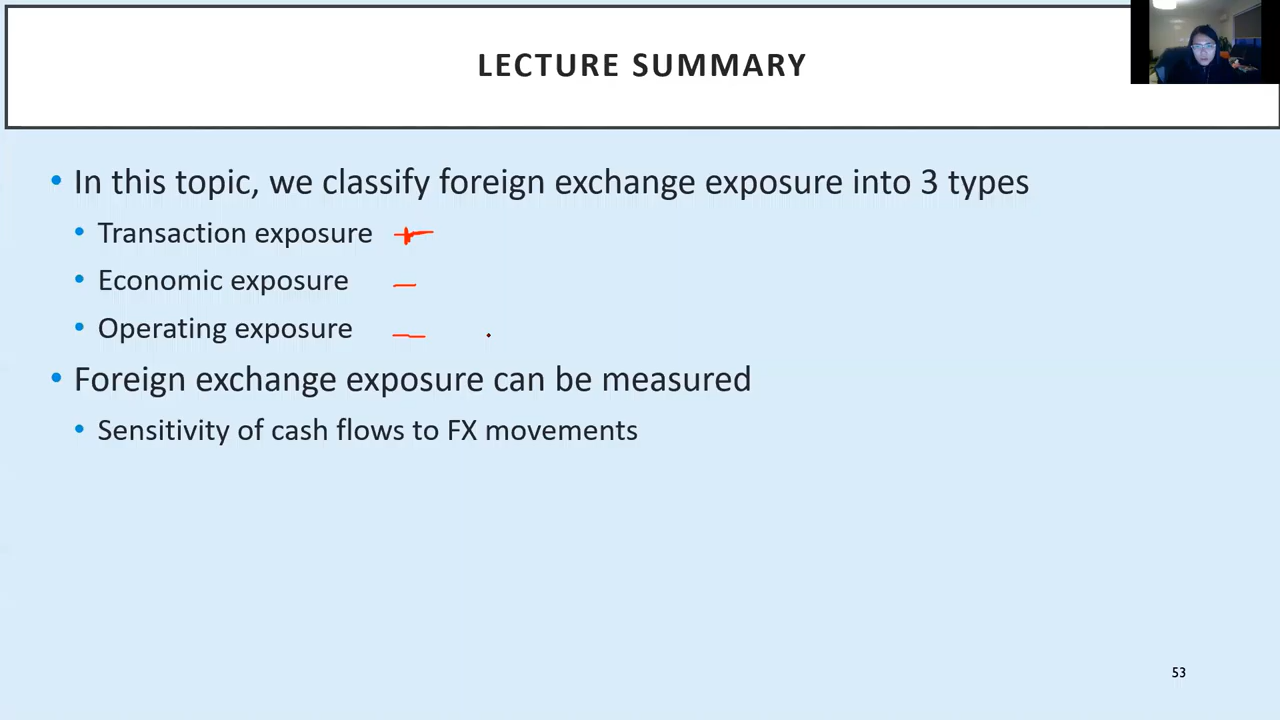 LECTURE SUMMARY
• In this topic, we classify foreign exchange exposure into 3 types
• Transaction exposure
• Economic exposure
• Operating exposure
• Foreign exchange exposure can be measured
• Sensitivity of cash flows to FX movements
53